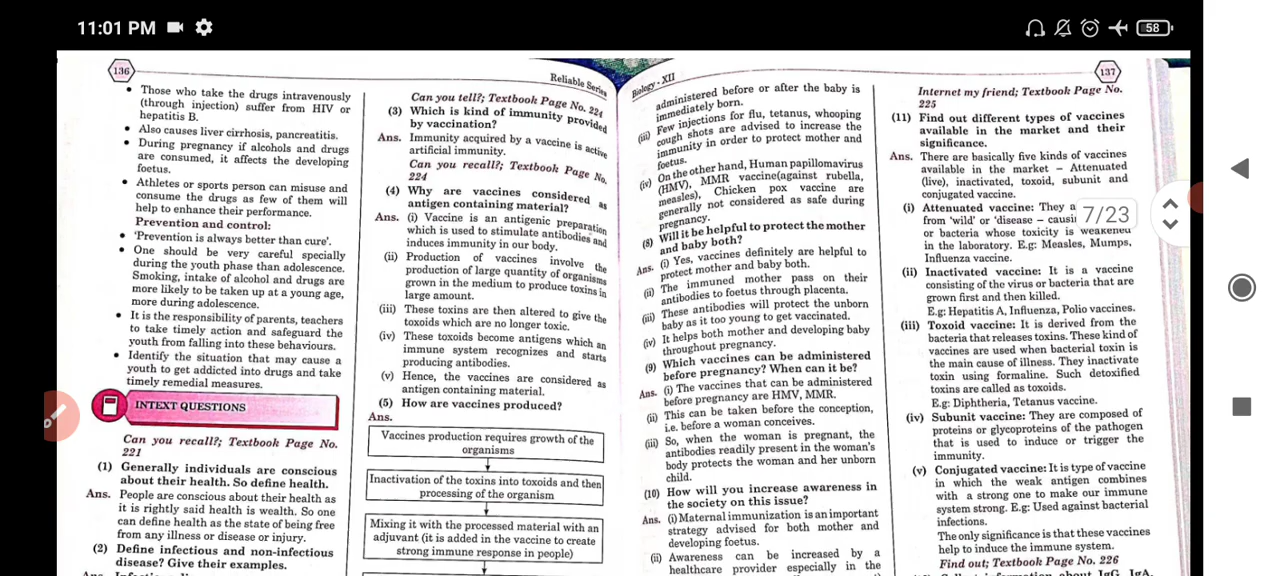 11:01 PM
58
136
Reliable Series
• Those who take the drugs intravenously
(through injection) suffer from HIV or
hepatitis B.
• Also causes liver cirrhosis, pancreatitis.
• During pregnancy if alcohols and drugs
are consumed, it affects the developing
foetus.
• Athletes or sports person can misuse and
consume the drugs as few of them will
help to enhance their performance.
Prevention and control:
• 'Prevention is always better than cure'.
• One should be very careful specially
during the youth phase than adolescence.
Smoking, intake of alcohol and drugs are
more likely to be taken up at a young age,
more during adolescence.
• It is the responsibility of parents, teachers
to take timely action and safeguard the
youth from falling into these behaviours.
• Identify the situation that may cause a
youth to get addicted into drugs and take
timely remedial measures.
INTEXT QUESTIONS
Can you recall?; Textbook Page No.
221
(1) Generally individuals are conscious
about their health. So define health.
Ans. People are conscious about their health as
it is rightly said health is wealth. So one
can define health as the state of being free
from any illness or disease or injury.
(2) Define infectious and non-infectious
disease? Give their examples.
Can you tell?; Textbook Page No. 224
(3) Which is kind of immunity provided
by vaccination?
Ans. Immunity acquired by a vaccine is active
artificial immunity.
Can you recall?; Textbook Page No.
224
(4) Why are vaccines considered as
antigen containing material?
Ans. (i) Vaccine is an antigenic preparation
which is used to stimulate antibodies and
induces immunity in our body.
(ii) Production of vaccines involve the
production of large quantity of organisms
grown in the medium to produce toxins in
large amount.
(iii) These toxins are then altered to give the
toxoids which are no longer toxic.
(iv) These toxoids become antigens which an
immune system recognizes and starts
producing antibodies.
(v) Hence, the vaccines are considered as
antigen containing material.
(5) How are vaccines produced?
Ans.
Vaccines production requires growth of the
organisms
Inactivation of the toxins into toxoids and then
processing of the organism
Mixing it with the processed material with an
adjuvant (it is added in the vaccine to create
strong immune response in people)
Biology - XII
137
administered before or after the baby is
immediately born.
(iii) Few injections for flu, tetanus, whooping
cough shots are advised to increase the
immunity in order to protect mother and
foetus.
(iv) On the other hand, Human papillomavirus
(HMV), MMR vaccine(against rubella,
measles), Chicken pox vaccine are
generally not considered as safe during
pregnancy.
(8) Will it be helpful to protect the mother
and baby both?
Ans. (i) Yes, vaccines definitely are helpful to
protect mother and baby both.
(ii) The immuned mother pass on their
antibodies to foetus through placenta.
(iii) These antibodies will protect the unborn
baby as it too young to get vaccinated.
(iv) It helps both mother and developing baby
throughout pregnancy.
(9) Which vaccines can be administered
before pregnancy? When can it be?
Ans. (i) The vaccines that can be administered
before pregnancy are HMV, MMR.
(ii) This can be taken before the conception,
i.e. before a woman conceives.
(iii) So, when the woman is pregnant, the
antibodies readily present in the woman's
body protects the woman and her unborn
child.
(10) How will you increase awareness in
the society on this issue?
Ans. (i) Maternal immunization is an important
strategy advised for both mother and
developing foetus.
(ii) Awareness can be increased by a
healthcare provider especially in the
Internet my friend; Textbook Page No.
225
(11) Find out different types of vaccines
available in the market and their
significance.
Ans. There are basically five kinds of vaccines
available in the market – Attenuated
(live), inactivated, toxoid, subunit and
conjugated vaccine.
(i) Attenuated vaccine: They a
from 'wild' or 'disease – causi
7/23
or bacteria whose toxicity is weakened
in the laboratory. E.g: Measles, Mumps,
Influenza vaccine.
(ii) Inactivated vaccine: It is a vaccine
consisting of the virus or bacteria that are
grown first and then killed.
E.g: Hepatitis A, Influenza, Polio vaccines.
(iii) Toxoid vaccine: It is derived from the
bacteria that releases toxins. These kind of
vaccines are used when bacterial toxin is
the main cause of illness. They inactivate
toxin using formaline. Such detoxified
toxins are called as toxoids.
E.g: Diphtheria, Tetanus vaccine.
(iv) Subunit vaccine: They are composed of
proteins or glycoproteins of the pathogen
that is used to induce or trigger the
immunity.
(v) Conjugated vaccine: It is type of vaccine
in which the weak antigen combines
with a strong one to make our immune
system strong. E.g: Used against bacterial
infections.
The only significance is that these vaccines
help to induce the immune system.
Find out; Textbook Page No. 226